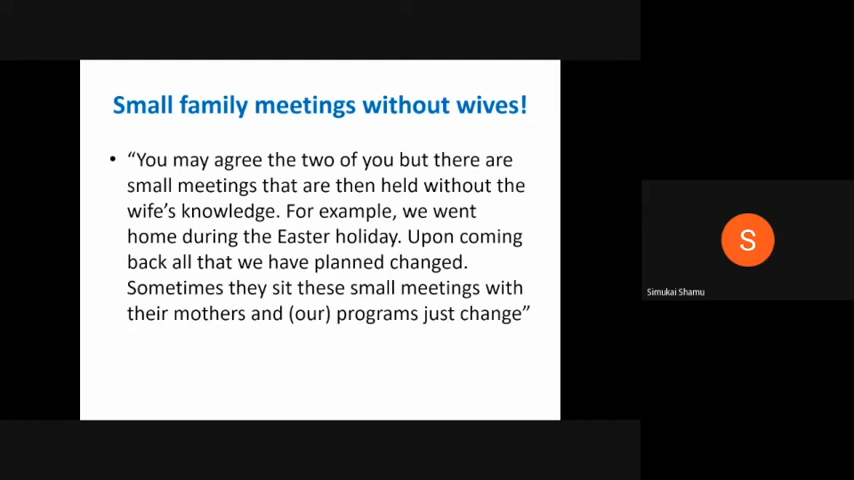 Small family meetings without wives!
• “You may agree the two of you but there are
small meetings that are then held without the
wife’s knowledge. For example, we went
home during the Easter holiday. Upon coming
back all that we have planned changed.
Sometimes they sit these small meetings with
their mothers and (our) programs just change”
S
Simukai Shamu